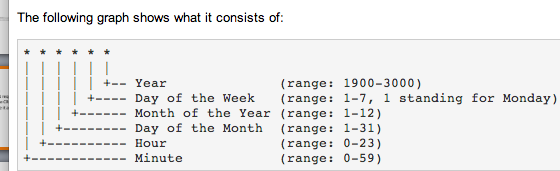 The following graph shows what it consists of:
* * * * * *
| | | | | |
| | | | | +-- Year (range: 1900-3000)
| | | | +---- Day of the Week (range: 1-7, 1 standing for Monday)
| | | +------ Month of the Year (range: 1-12)
| | +-------- Day of the Month (range: 1-31)
| +---------- Hour (range: 0-23)
+------------ Minute (range: 0-59)